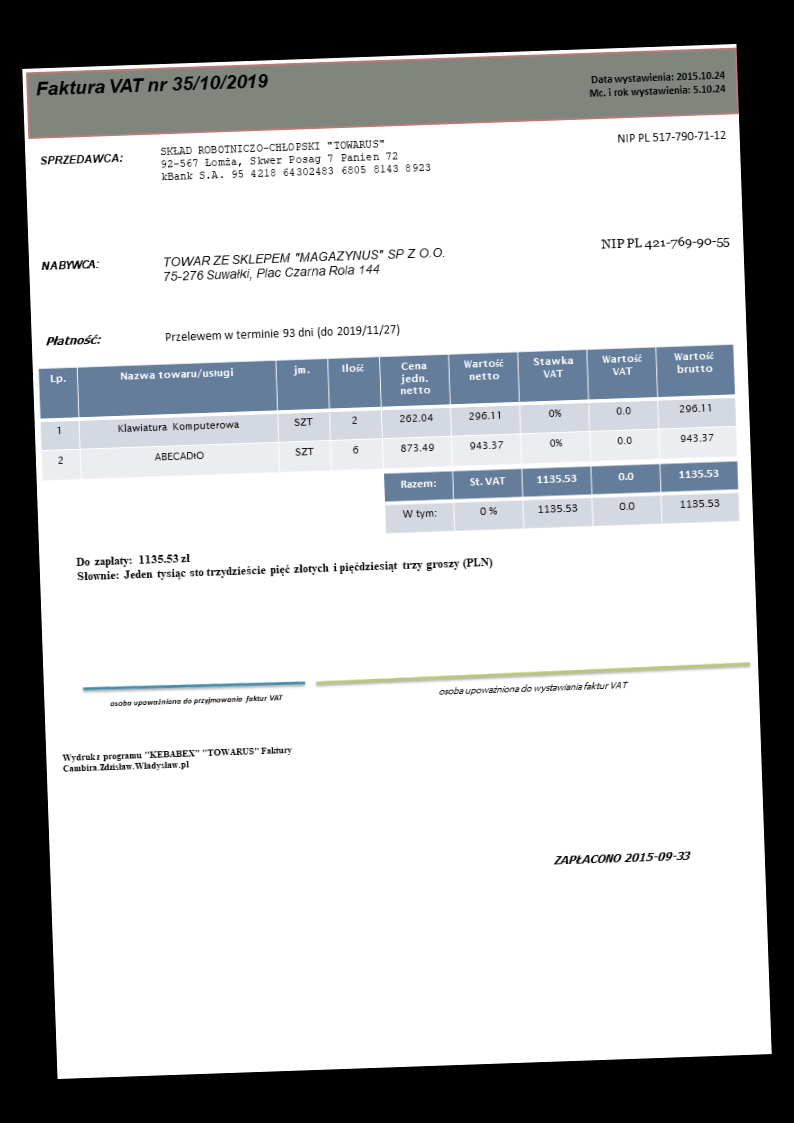 Faktura VAT nr 35/10/2019
Data wystawienia: 2015.10.24
Mc. i rok wystawienia: 5.10.24
SPRZEDAWCA:
SKŁAD ROBOTNICZO-CHŁOPSKI "TOWARUS"
92-567 Łomża, Skwer Posag 7 Panien 72
kBank S.A. 95 4218 64302483 6805 8143 8923
NIP PL 517-790-71-12
NABYWCA:
TOWAR ZE SKLEPEM "MAGAZYNUS" SP Z O.O.
75-276 Suwałki, Plac Czarna Rola 144
NIP PL 421-769-90-55
Płatność:
Przelewem w terminie 93 dni (do 2019/11/27)
Lp. Nazwa towaru/usługi jm. Ilość Cena jedn. netto Wartość netto Stawka VAT Wartość VAT Wartość brutto
1 Klawiatura Komputerowa SZT 2 262.04 296.11 0% 0.0 296.11
2 ABECADŁO SZT 6 873.49 943.37 0% 0.0 943.37
Razem: St. VAT 1135.53 0.0 1135.53
W tym: 0 % 1135.53 0.0 1135.53
Do zapłaty: 1135.53 zł
Słownie: Jeden tysiąc sto trzydzieście pięć złotych i pięćdziesiąt trzy groszy (PLN)
osoba upoważniona do przyjmowania faktur VAT
osoba upoważniona do wystawiania faktur VAT
Wydruk z programu "KEBABEX" "TOWARUS" Faktury
Cambira.Zdzisław.Władysław.pl
ZAPŁACONO 2015-09-33